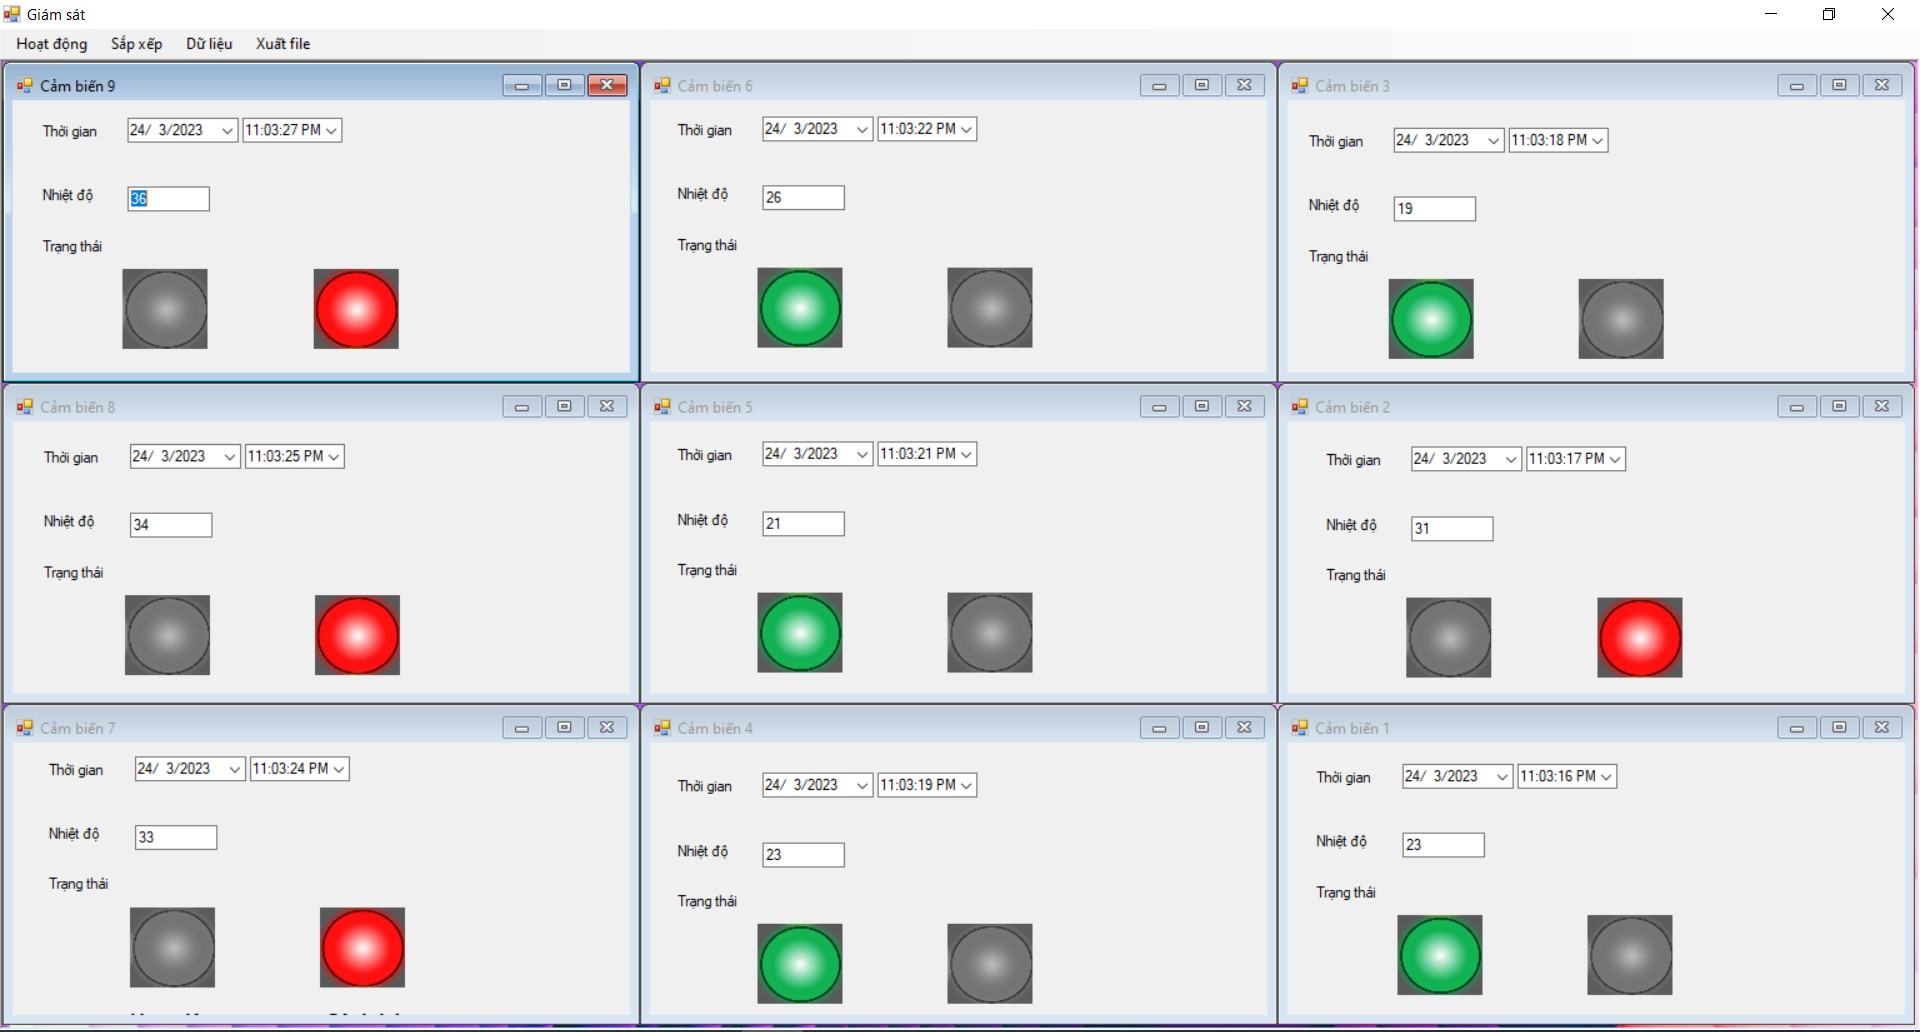 Giám sát
Hoạt động Sắp xếp Dữ liệu Xuất file
Cảm biến 9
Thời gian 24/ 3/2023 11:03:27 PM
Nhiệt độ 36
Trạng thái
Cảm biến 6
Thời gian 24/ 3/2023 11:03:22 PM
Nhiệt độ 26
Trạng thái
Cảm biến 3
Thời gian 24/ 3/2023 11:03:18 PM
Nhiệt độ 19
Trạng thái
Cảm biến 8
Thời gian 24/ 3/2023 11:03:25 PM
Nhiệt độ 34
Trạng thái
Cảm biến 5
Thời gian 24/ 3/2023 11:03:21 PM
Nhiệt độ 21
Trạng thái
Cảm biến 2
Thời gian 24/ 3/2023 11:03:17 PM
Nhiệt độ 31
Trạng thái
Cảm biến 7
Thời gian 24/ 3/2023 11:03:24 PM
Nhiệt độ 33
Trạng thái
Cảm biến 4
Thời gian 24/ 3/2023 11:03:19 PM
Nhiệt độ 23
Trạng thái
Cảm biến 1
Thời gian 24/ 3/2023 11:03:16 PM
Nhiệt độ 23
Trạng thái